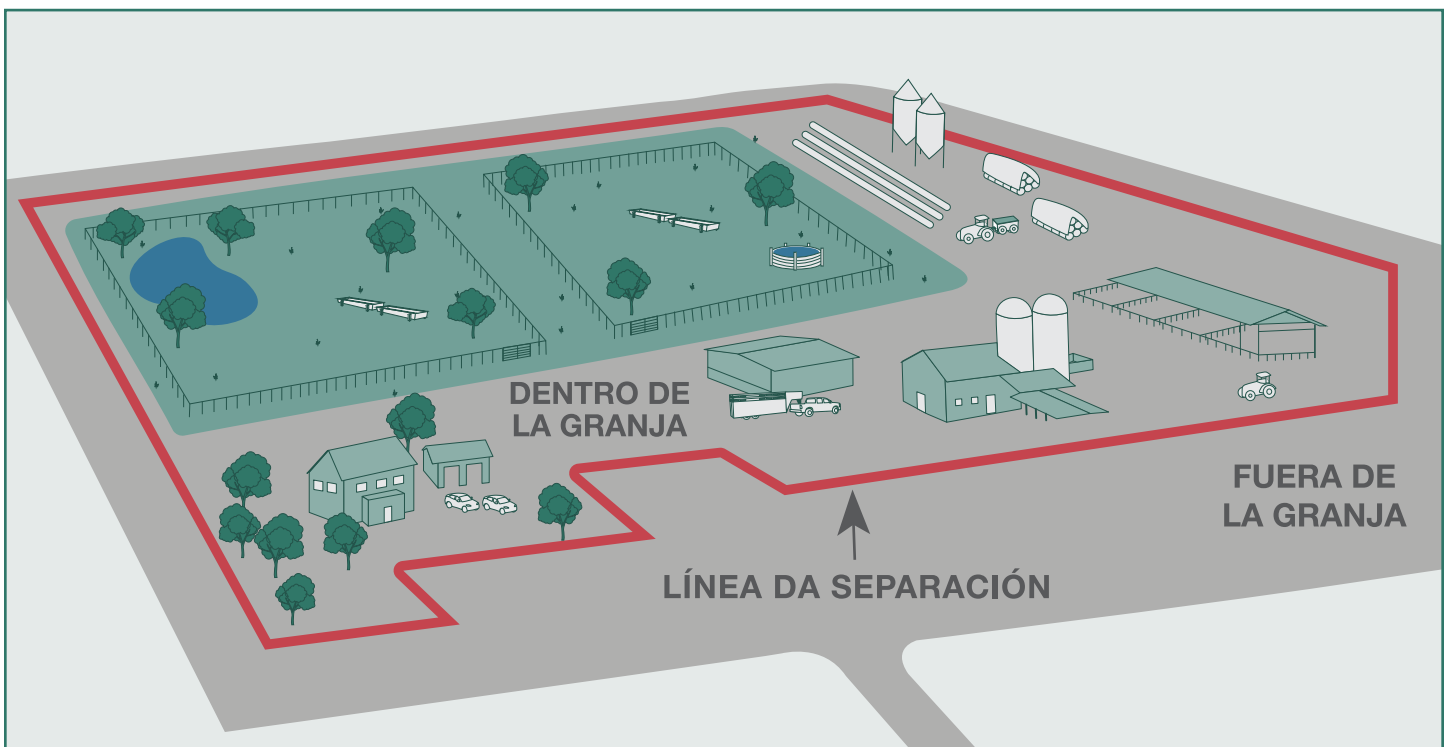 DENTRO DE
LA GRANJA
FUERA DE
LA GRANJA
LÍNEA DA SEPARACIÓN